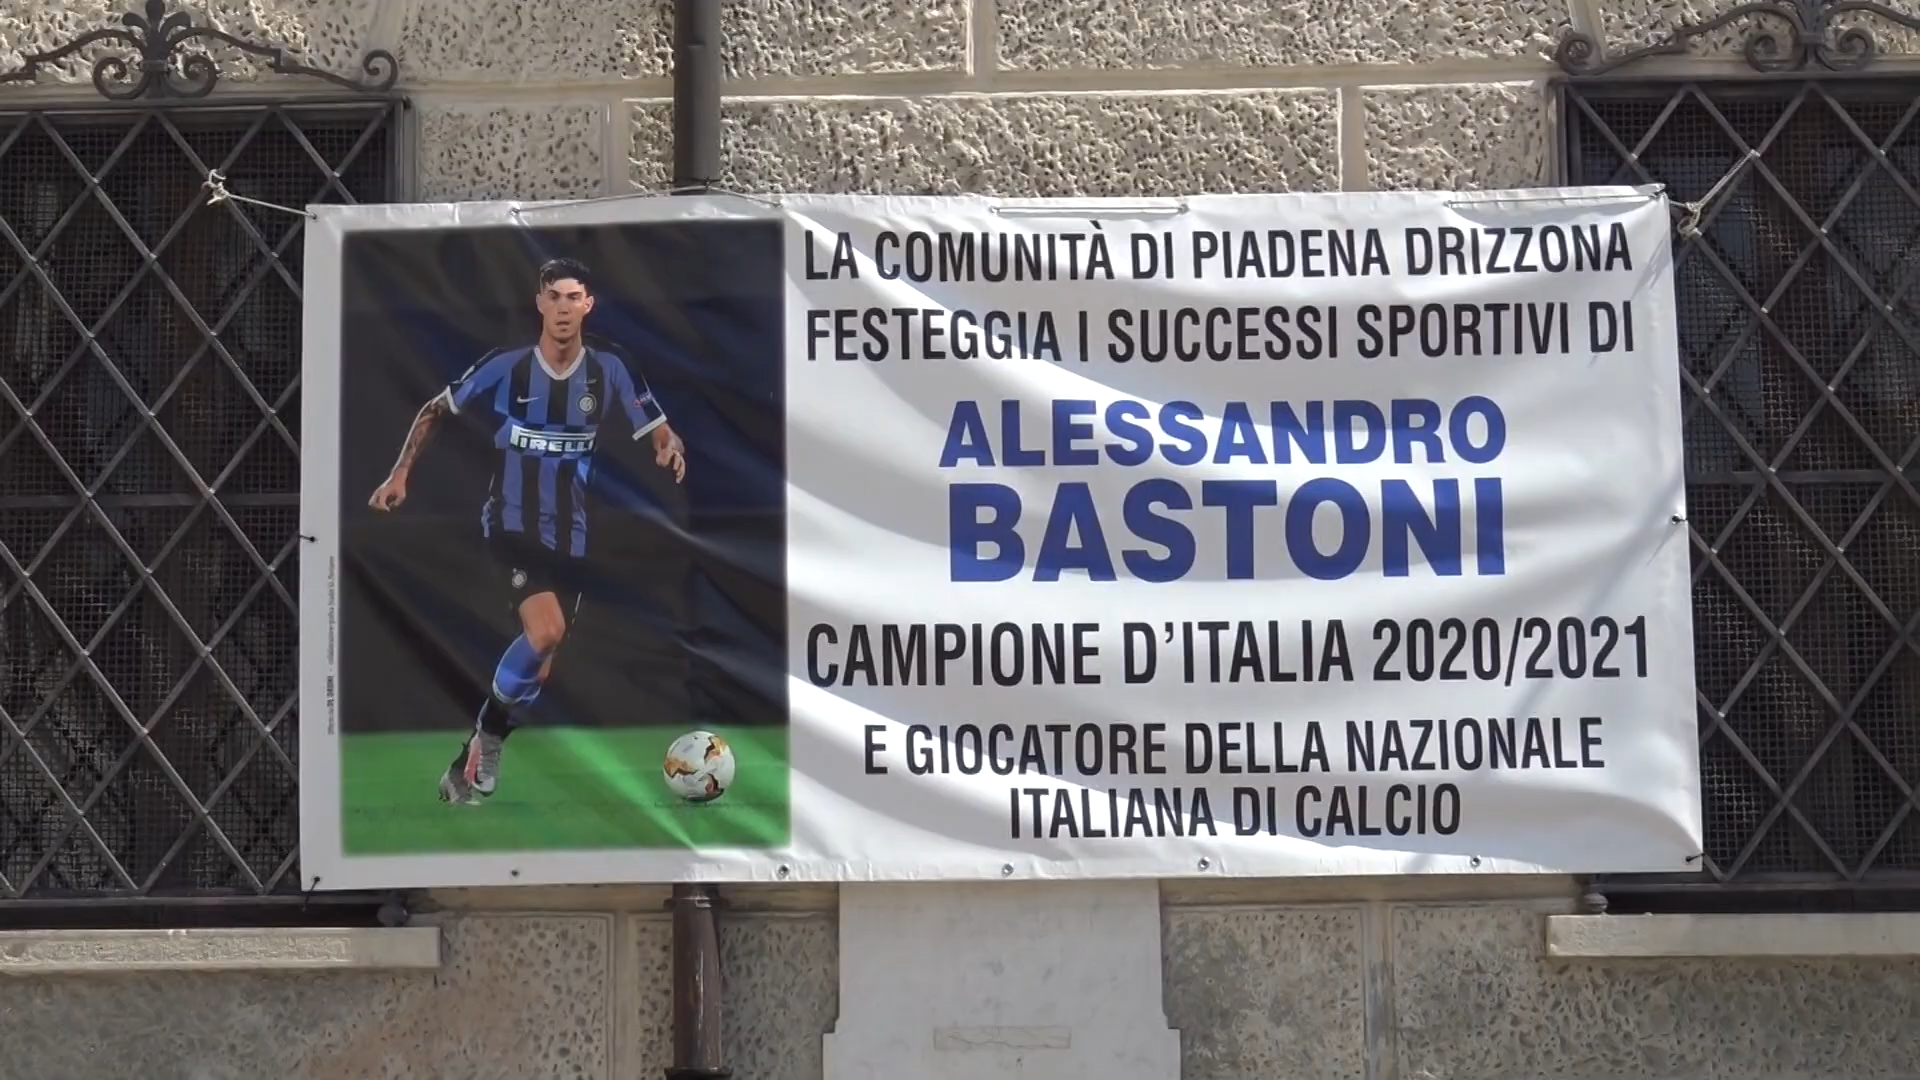 LA COMUNITÀ DI PIADENA DRIZZONA
FESTEGGIA I SUCCESSI SPORTIVI DI
ALESSANDRO
BASTONI
CAMPIONE D'ITALIA 2020/2021
E GIOCATORE DELLA NAZIONALE
ITALIANA DI CALCIO
IRELLI